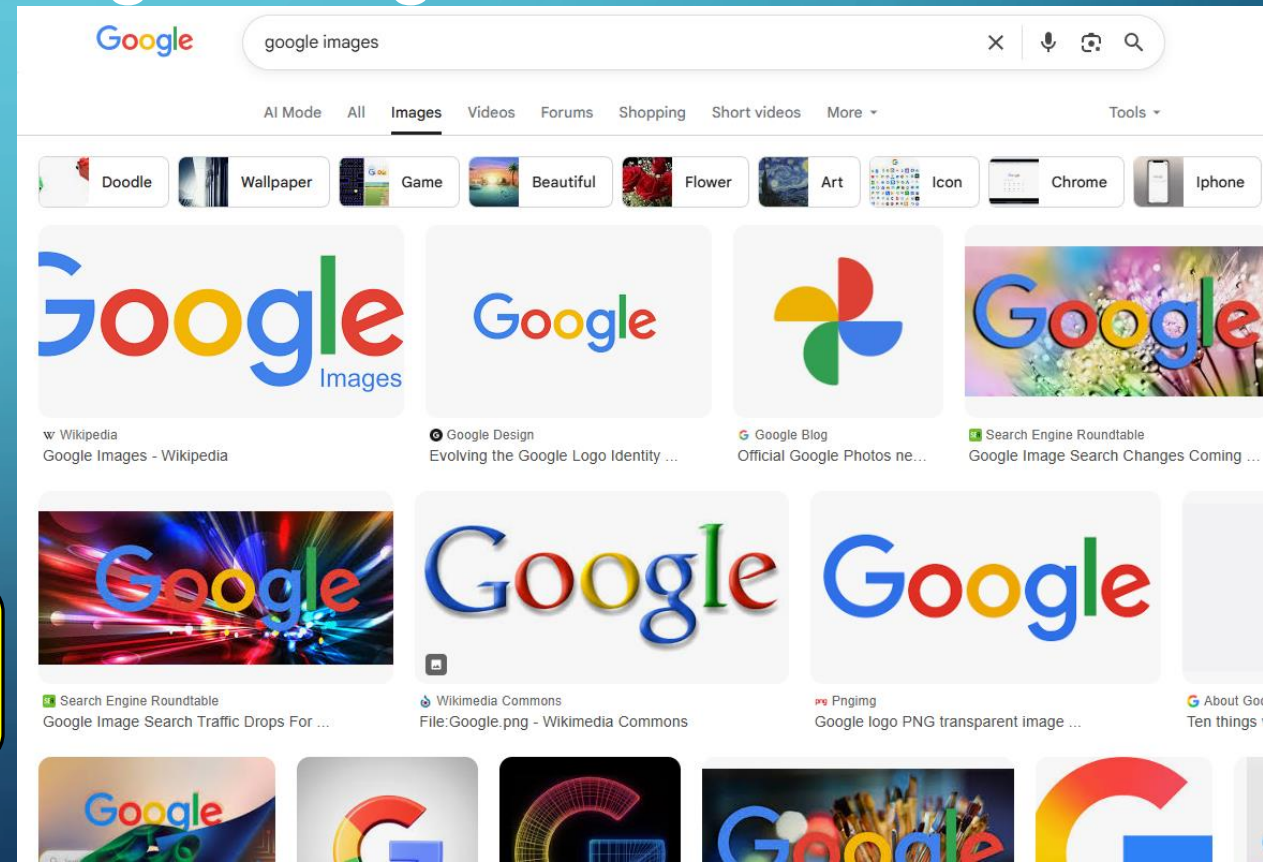 Google
google images
AI Mode All Images Videos Forums Shopping Short videos More Tools
Doodle Wallpaper Game Beautiful Flower Art Icon Chrome Iphone
Google
Images
Google
Google
Wikipedia
Google Images - Wikipedia
Google Design
Evolving the Google Logo Identity ...
Google Blog
Official Google Photos ne...
Search Engine Roundtable
Google Image Search Changes Coming ...
Google
Google
Google
Search Engine Roundtable
Google Image Search Traffic Drops For ...
Wikimedia Commons
File:Google.png - Wikimedia Commons
png Pngimg
Google logo PNG transparent image ...
Ten things
Google
G
G
Google
G